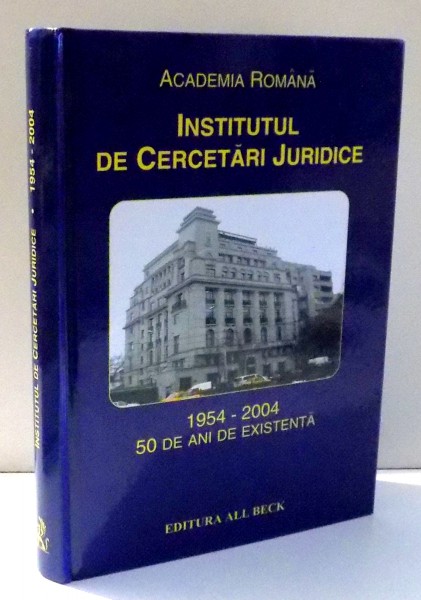 ACADEMIA ROMÂNĂ
INSTITUTUL
DE CERCETĂRI JURIDICE
1954 - 2004
50 DE ANI DE EXISTENȚĂ
EDITURA ALL BECK
INSTITUTUL DE CERCETĂRI JURIDICE • 1954 - 2004